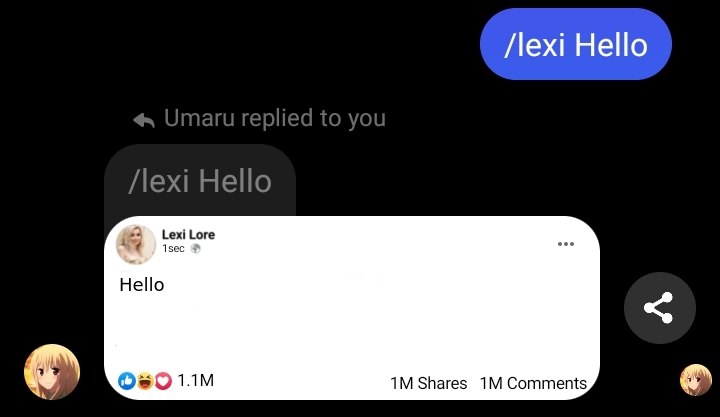 /lexi Hello
Umaru replied to you
/lexi Hello
Lexi Lore
1sec
Hello
1.1M
1M Shares 1M Comments